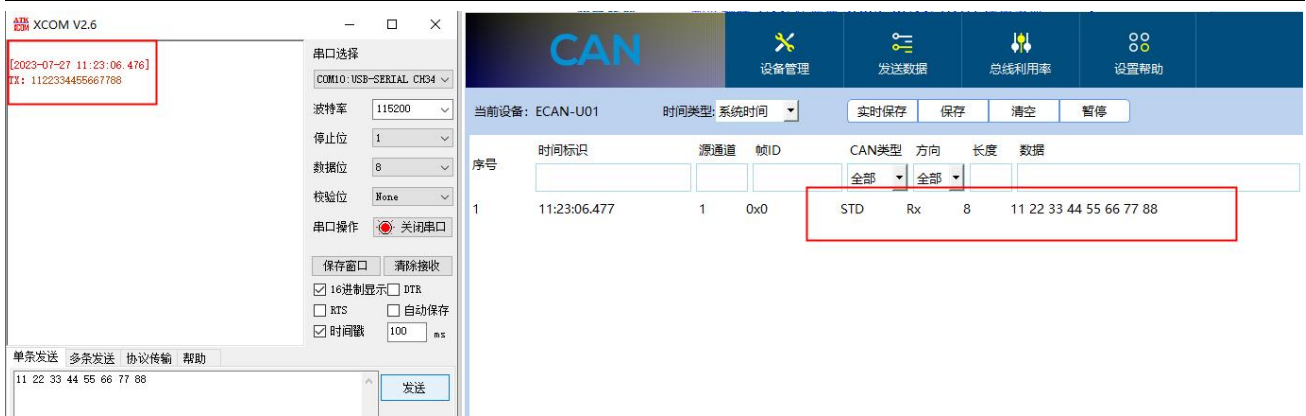 XCOM V2.6
[2023-07-27 11:23:06.476]
TX: 1122334455667788
串口选择
COM10:USB-SERIAL CH34
波特率 115200
停止位 1
数据位 8
校验位 None
串口操作 关闭串口
保存窗口 清除接收
16进制显示 DTR
RTS 自动保存
时间戳 100 ms
单条发送 多条发送 协议传输 帮助
11 22 33 44 55 66 77 88
发送
CAN
设备管理 发送数据 总线利用率 设置帮助
当前设备: ECAN-U01 时间类型: 系统时间 实时保存 保存 清空 暂停
序号 时间标识 源通道 帧ID CAN类型 方向 长度 数据
全部 全部
1 11:23:06.477 1 0x0 STD Rx 8 11 22 33 44 55 66 77 88